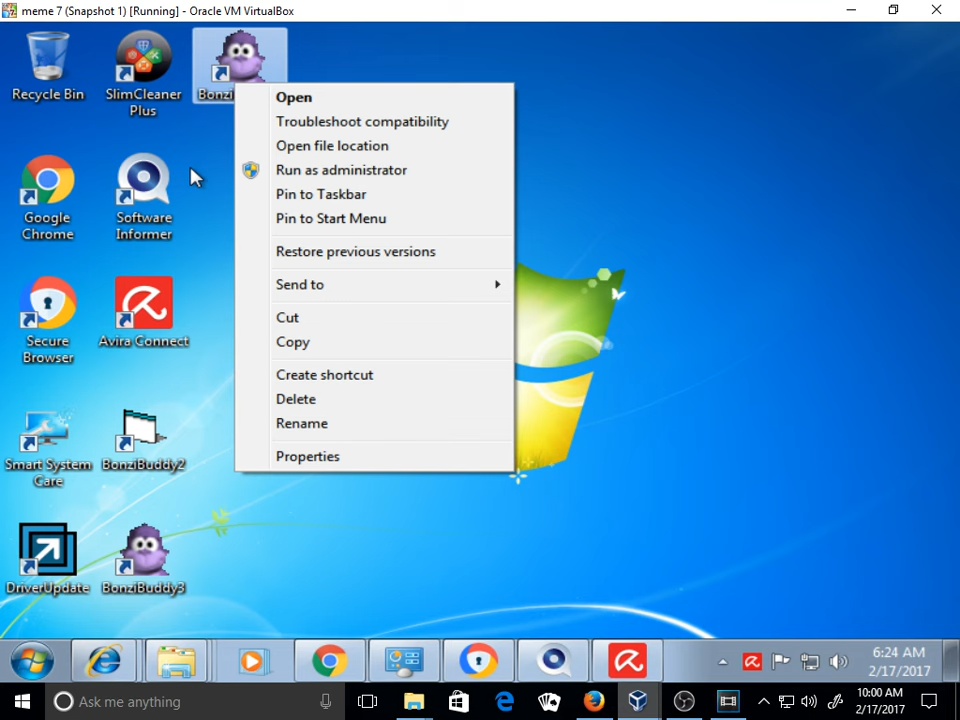 meme 7 (Snapshot 1) [Running] - Oracle VM VirtualBox
Recycle Bin
SlimCleaner
Plus
Bonzi
Open
Troubleshoot compatibility
Open file location
Run as administrator
Pin to Taskbar
Pin to Start Menu
Restore previous versions
Send to
Cut
Copy
Create shortcut
Delete
Rename
Properties
Google
Chrome
Software
Informer
Secure
Browser
Avira Connect
Smart System
Care
BonziBuddy2
DriverUpdate
BonziBuddy3
6:24 AM
2/17/2017
Ask me anything
10:00 AM
2/17/2017